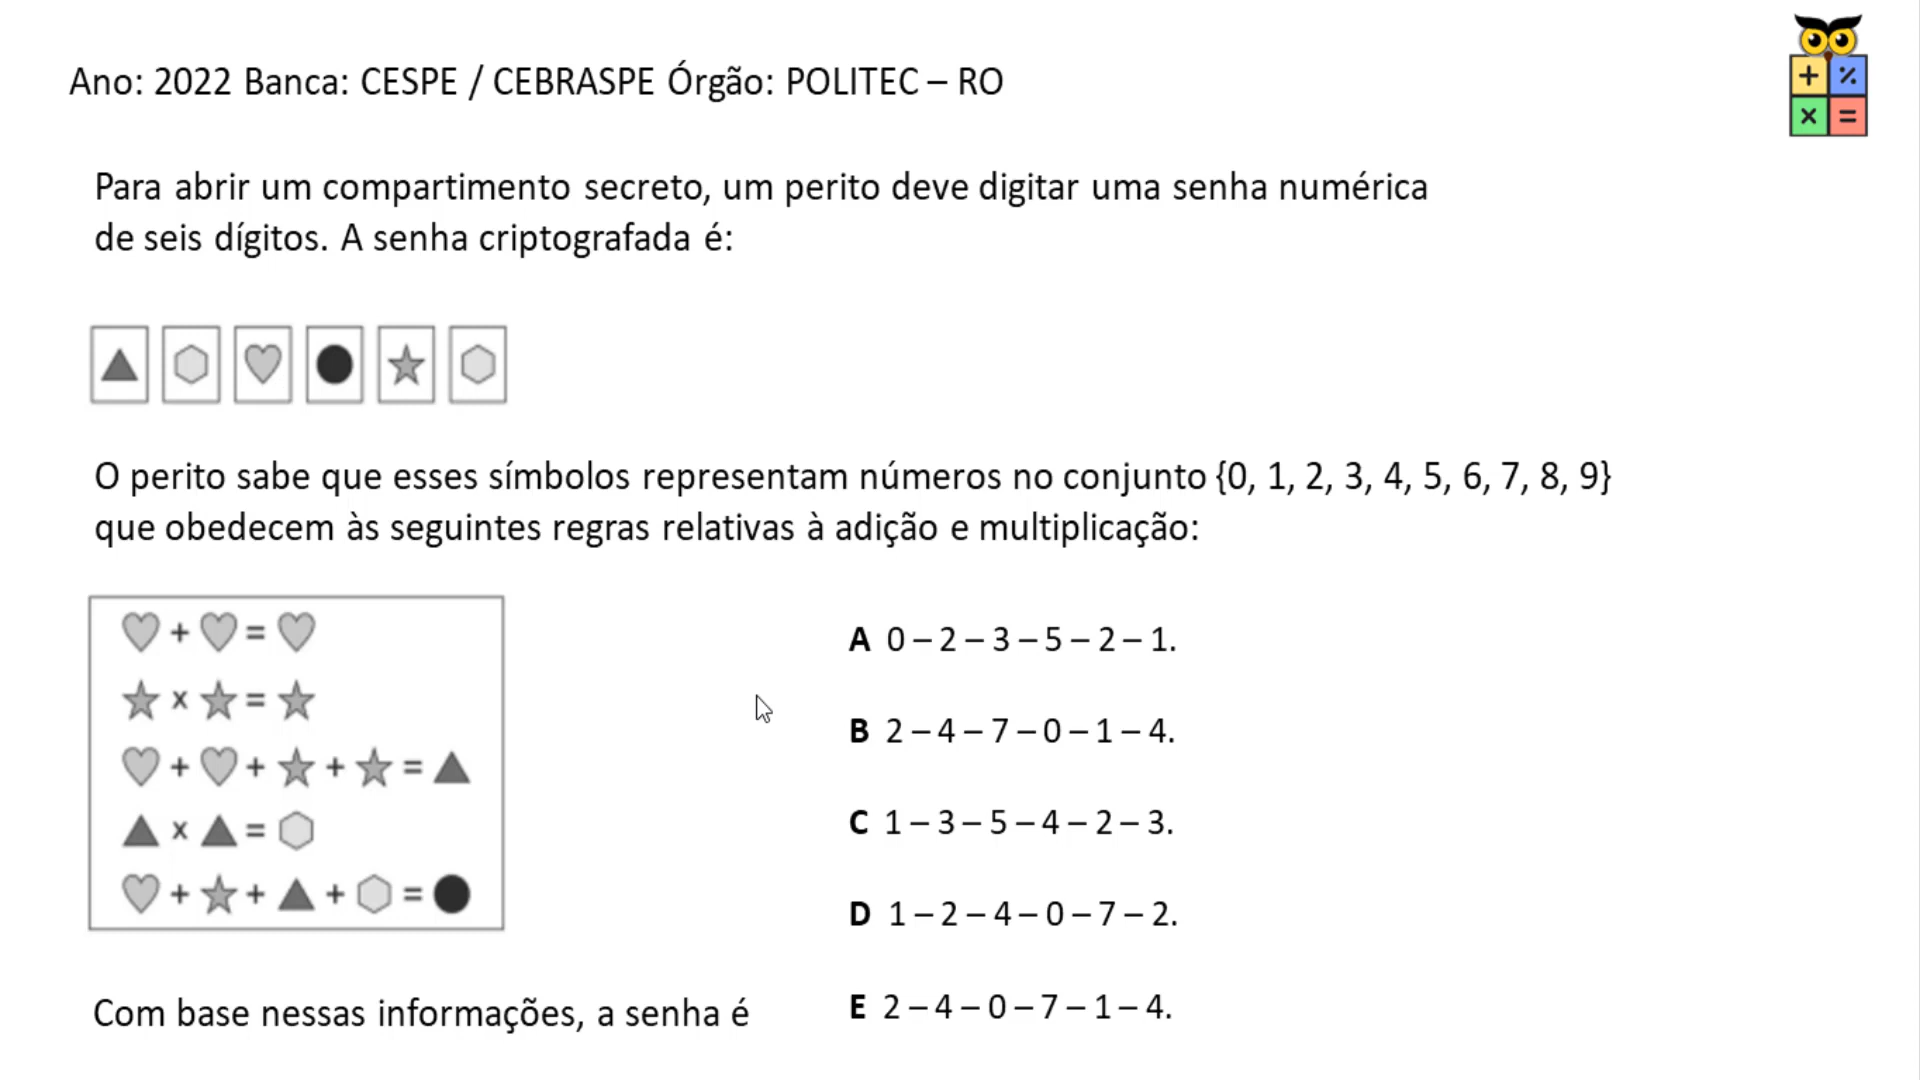 Ano: 2022 Banca: CESPE / CEBRASPE Órgão: POLITEC – RO
+ %
× =
Para abrir um compartimento secreto, um perito deve digitar uma senha numérica
de seis dígitos. A senha criptografada é:
O perito sabe que esses símbolos representam números no conjunto {0, 1, 2, 3, 4, 5, 6, 7, 8, 9}
que obedecem às seguintes regras relativas à adição e multiplicação:
+ =
x =
+ + + =
x =
+ + + =
A 0 – 2 – 3 – 5 – 2 – 1.
B 2 – 4 – 7 – 0 – 1 – 4.
C 1 – 3 – 5 – 4 – 2 – 3.
D 1 – 2 – 4 – 0 – 7 – 2.
Com base nessas informações, a senha é
E 2 – 4 – 0 – 7 – 1 – 4.